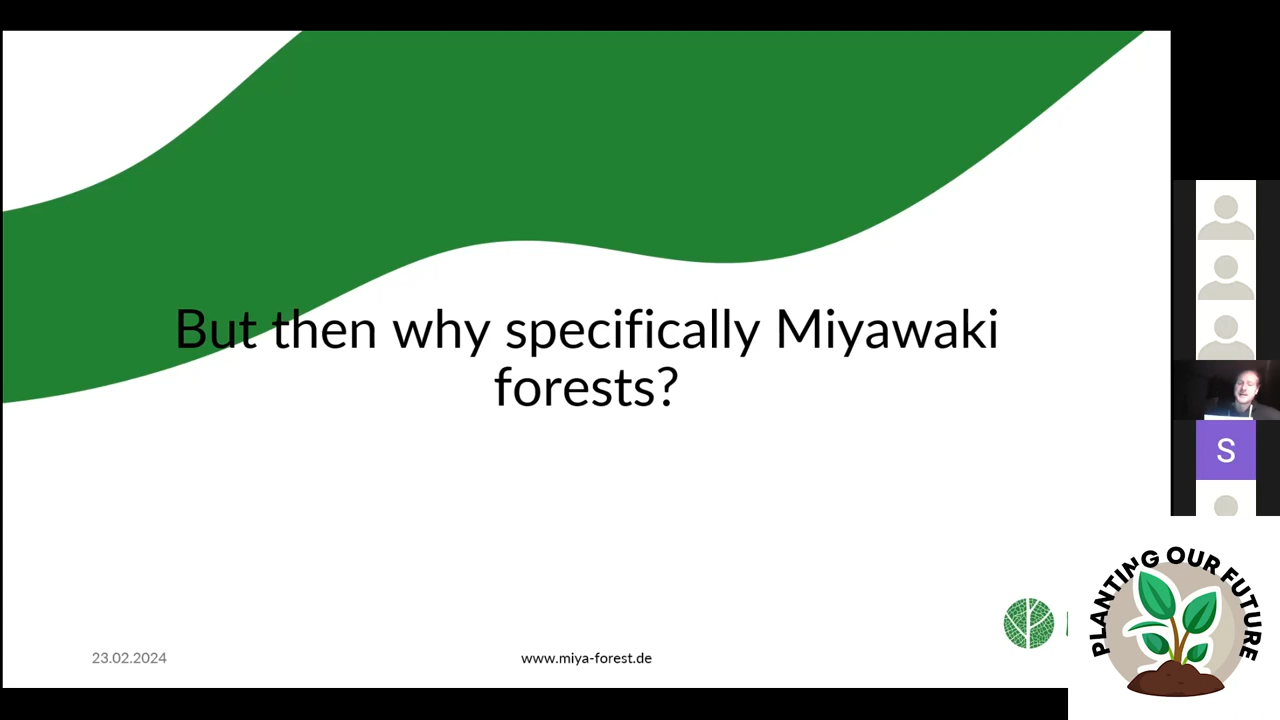 But then why specifically Miyawaki
forests?
S
PLANTING OUR FUTURE
23.02.2024
www.miya-forest.de